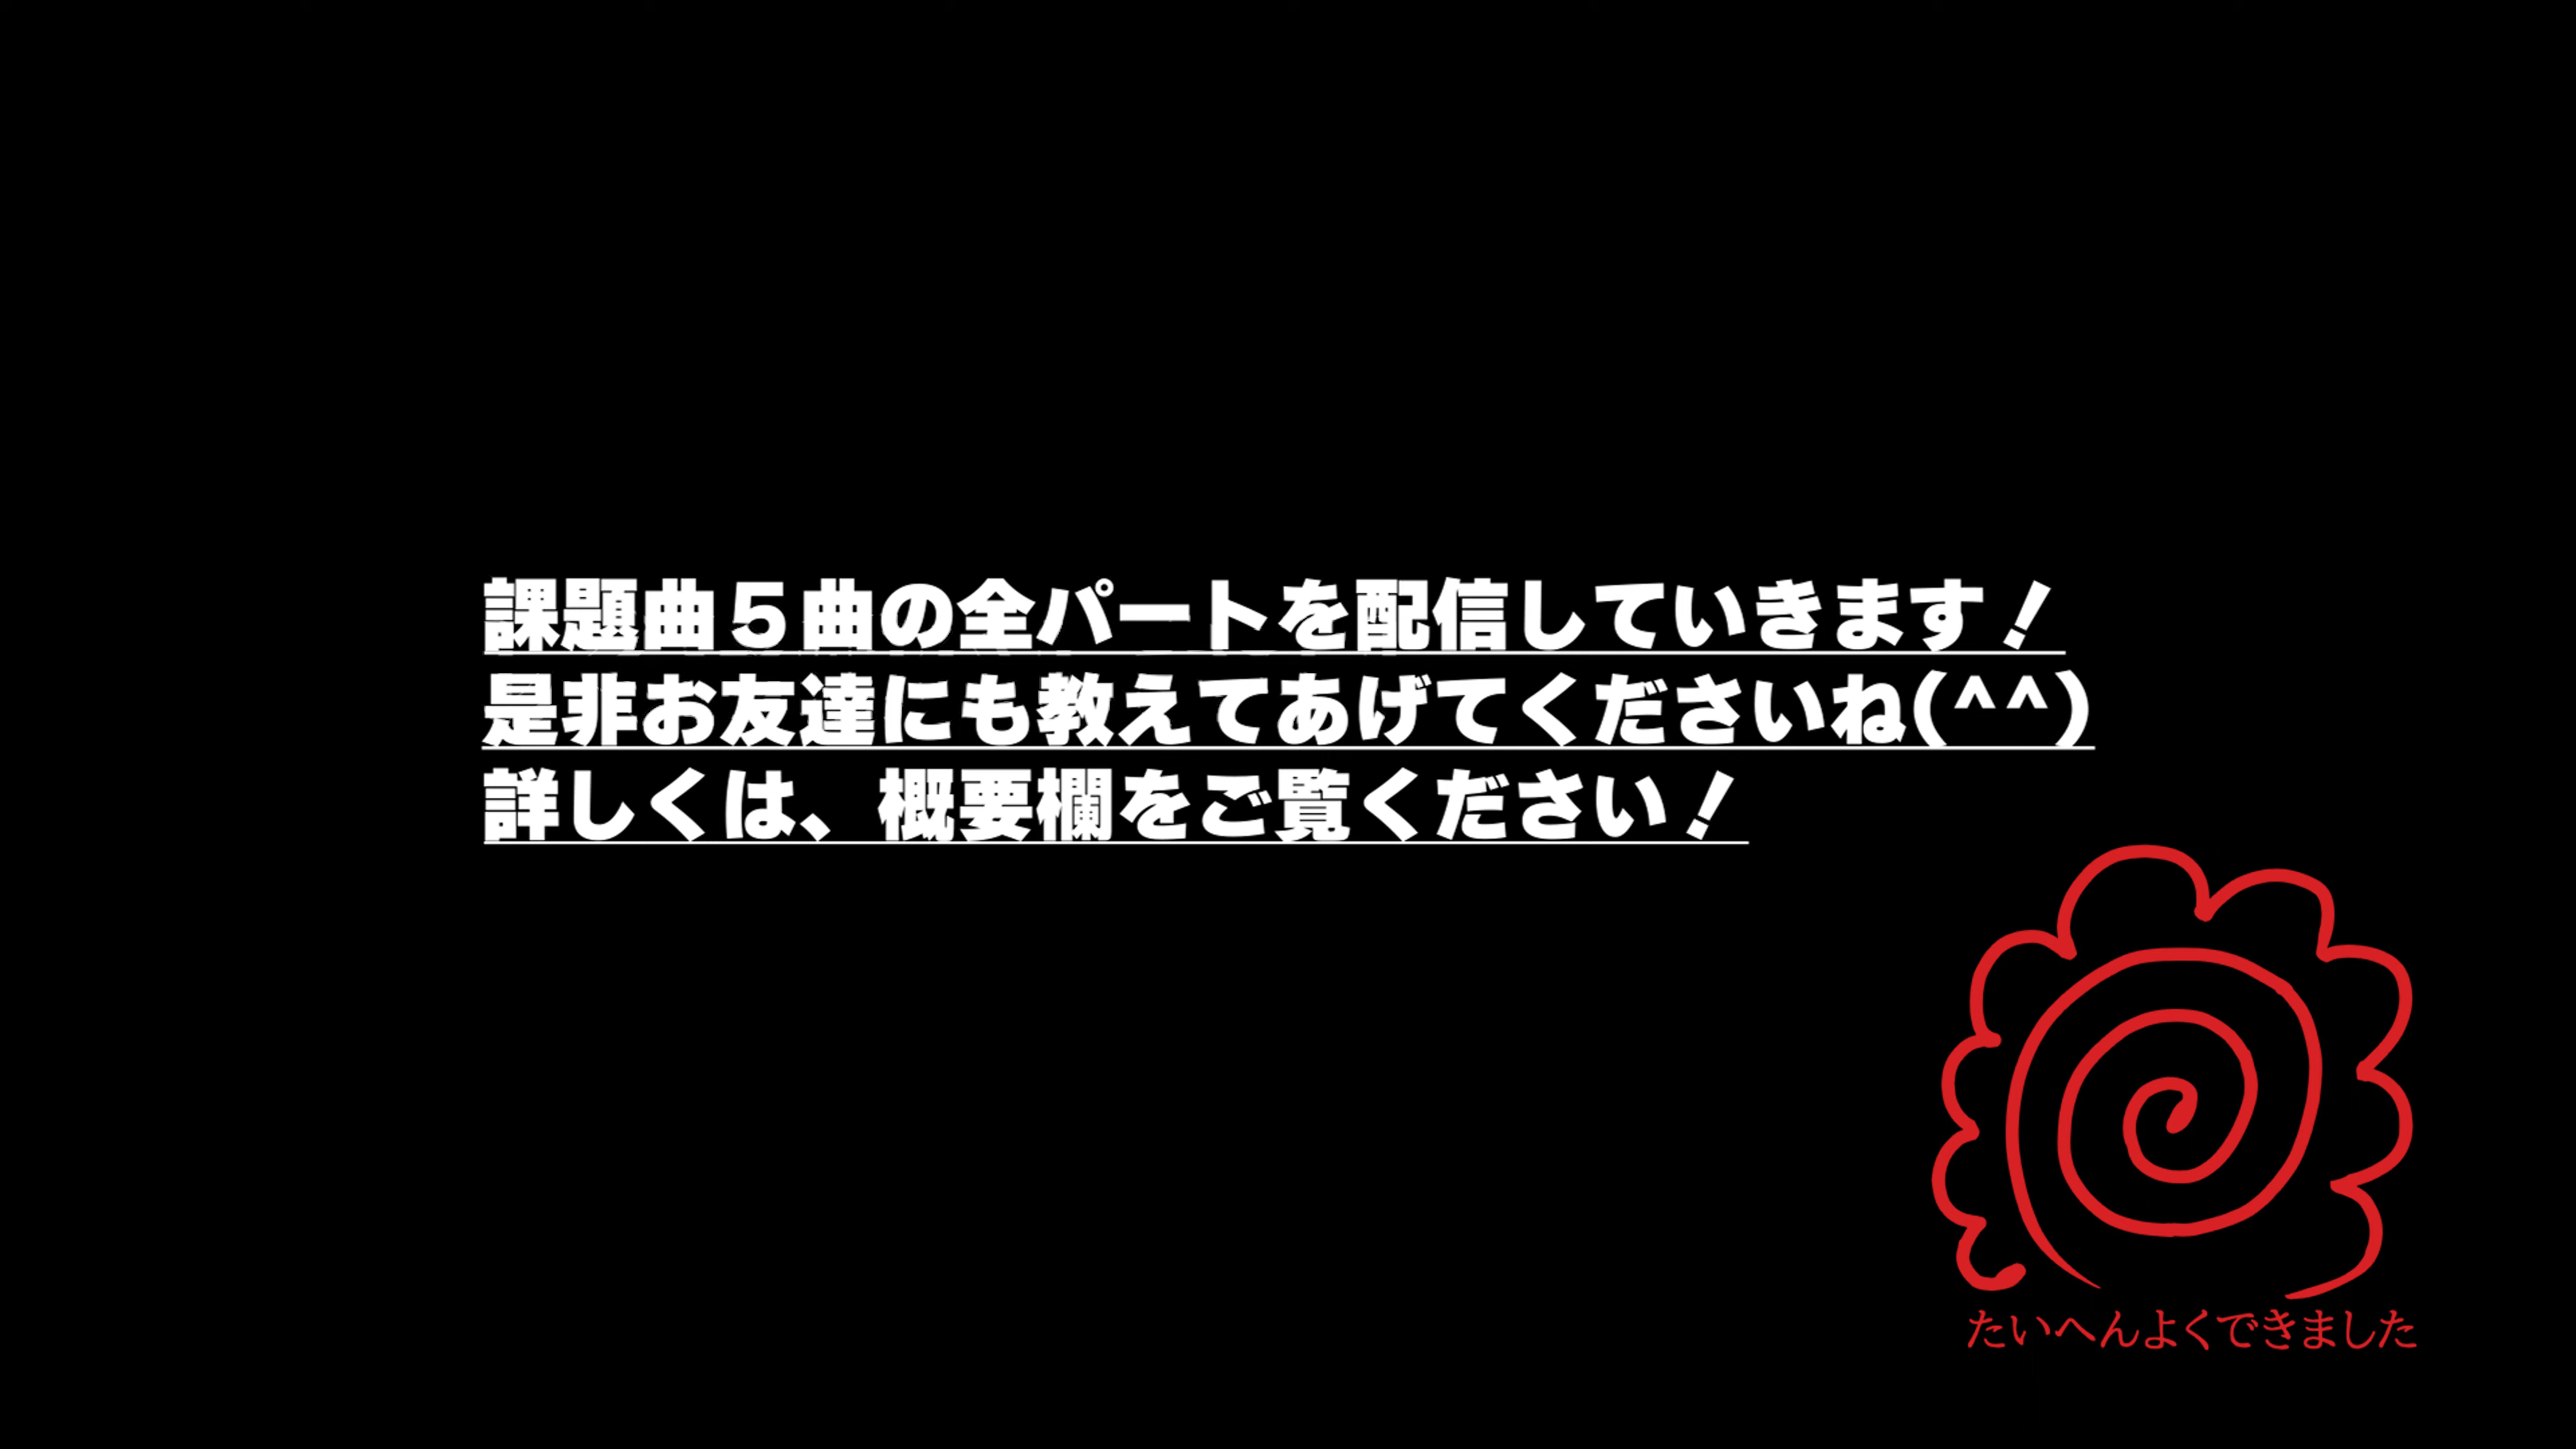 課題曲５曲の全パートを配信していきます！
是非お友達にも教えてあげてくださいね(^^)
詳しくは、概要欄をご覧ください！
たいへんよくできました